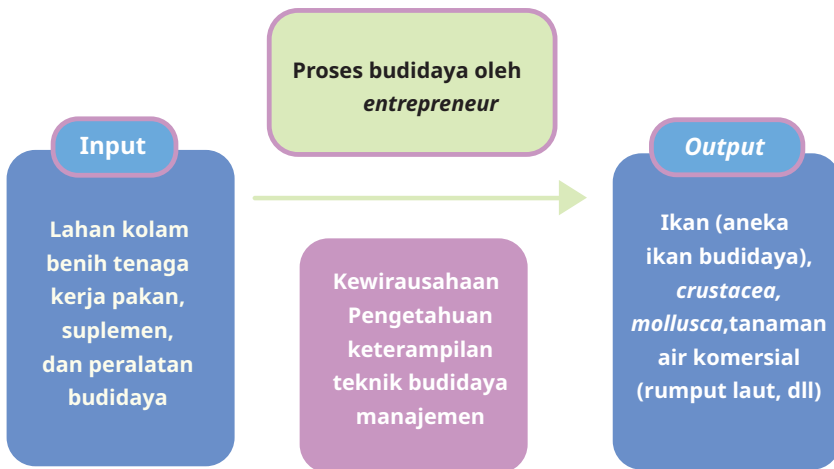 Proses budidaya oleh
entrepreneur
Input
Lahan kolam
benih tenaga
kerja pakan,
suplemen,
dan peralatan
budidaya
Kewirausahaan
Pengetahuan
keterampilan
teknik budidaya
manajemen
Output
Ikan (aneka
ikan budidaya),
crustacea,
mollusca,tanaman
air komersial
(rumput laut, dll)